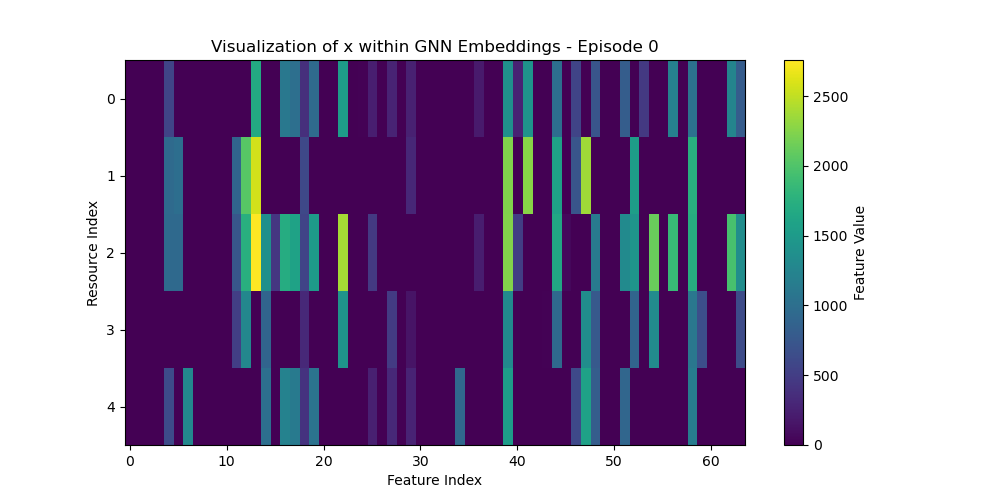 Visualization of x within GNN Embeddings - Episode 0
Resource Index
0
1
2
3
4
0 10 20 30 40 50 60
Feature Index
2500
2000
1500
1000
500
0
Feature Value